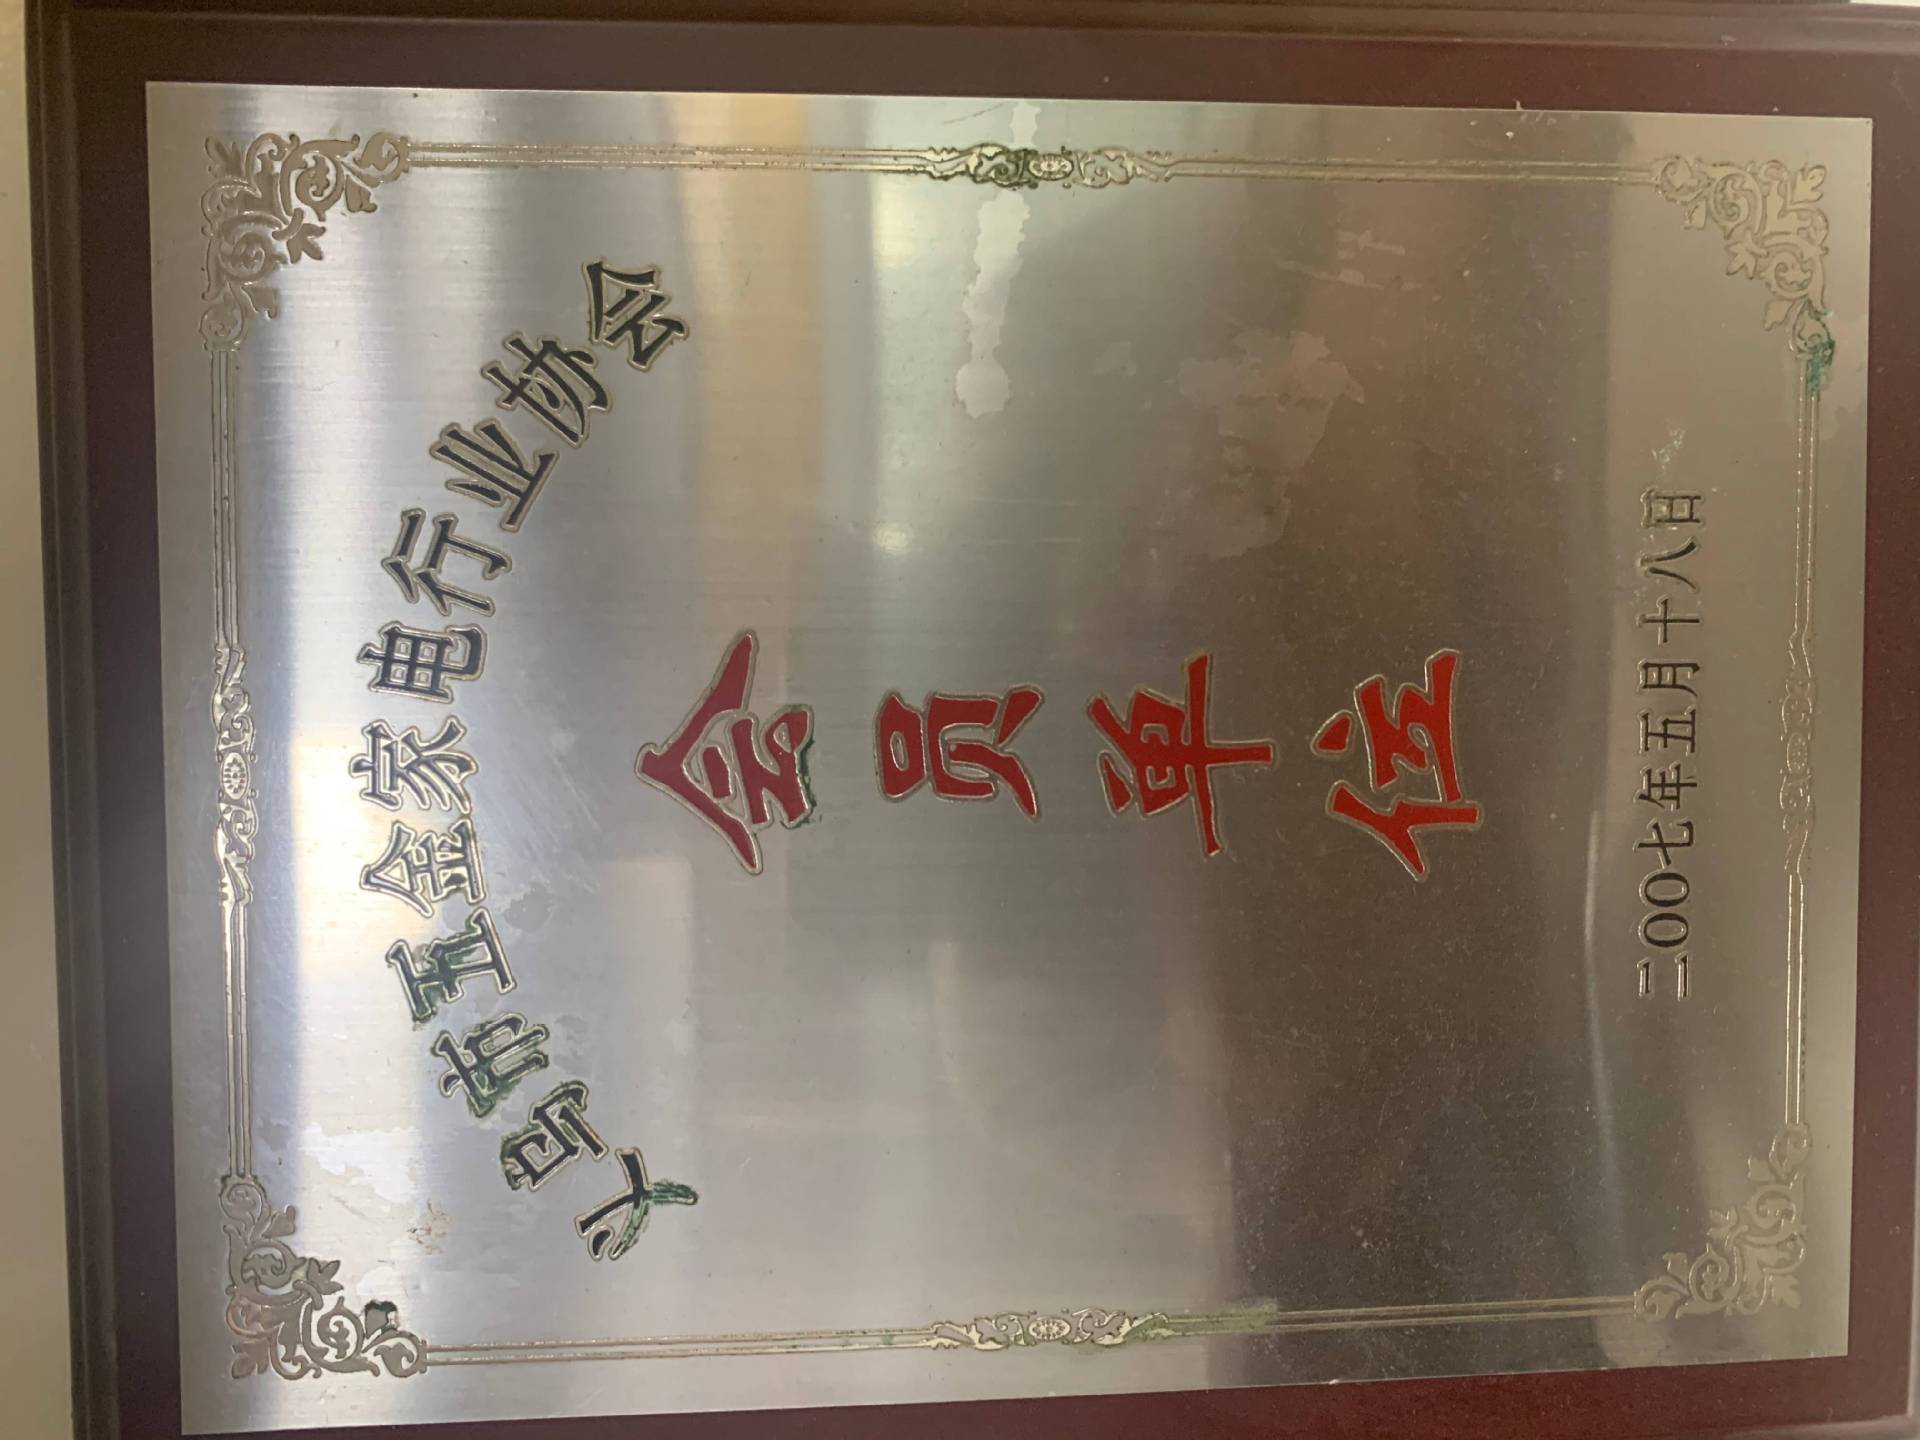 义乌市五金家电行业协会
会员单位
二00七年五月十八日